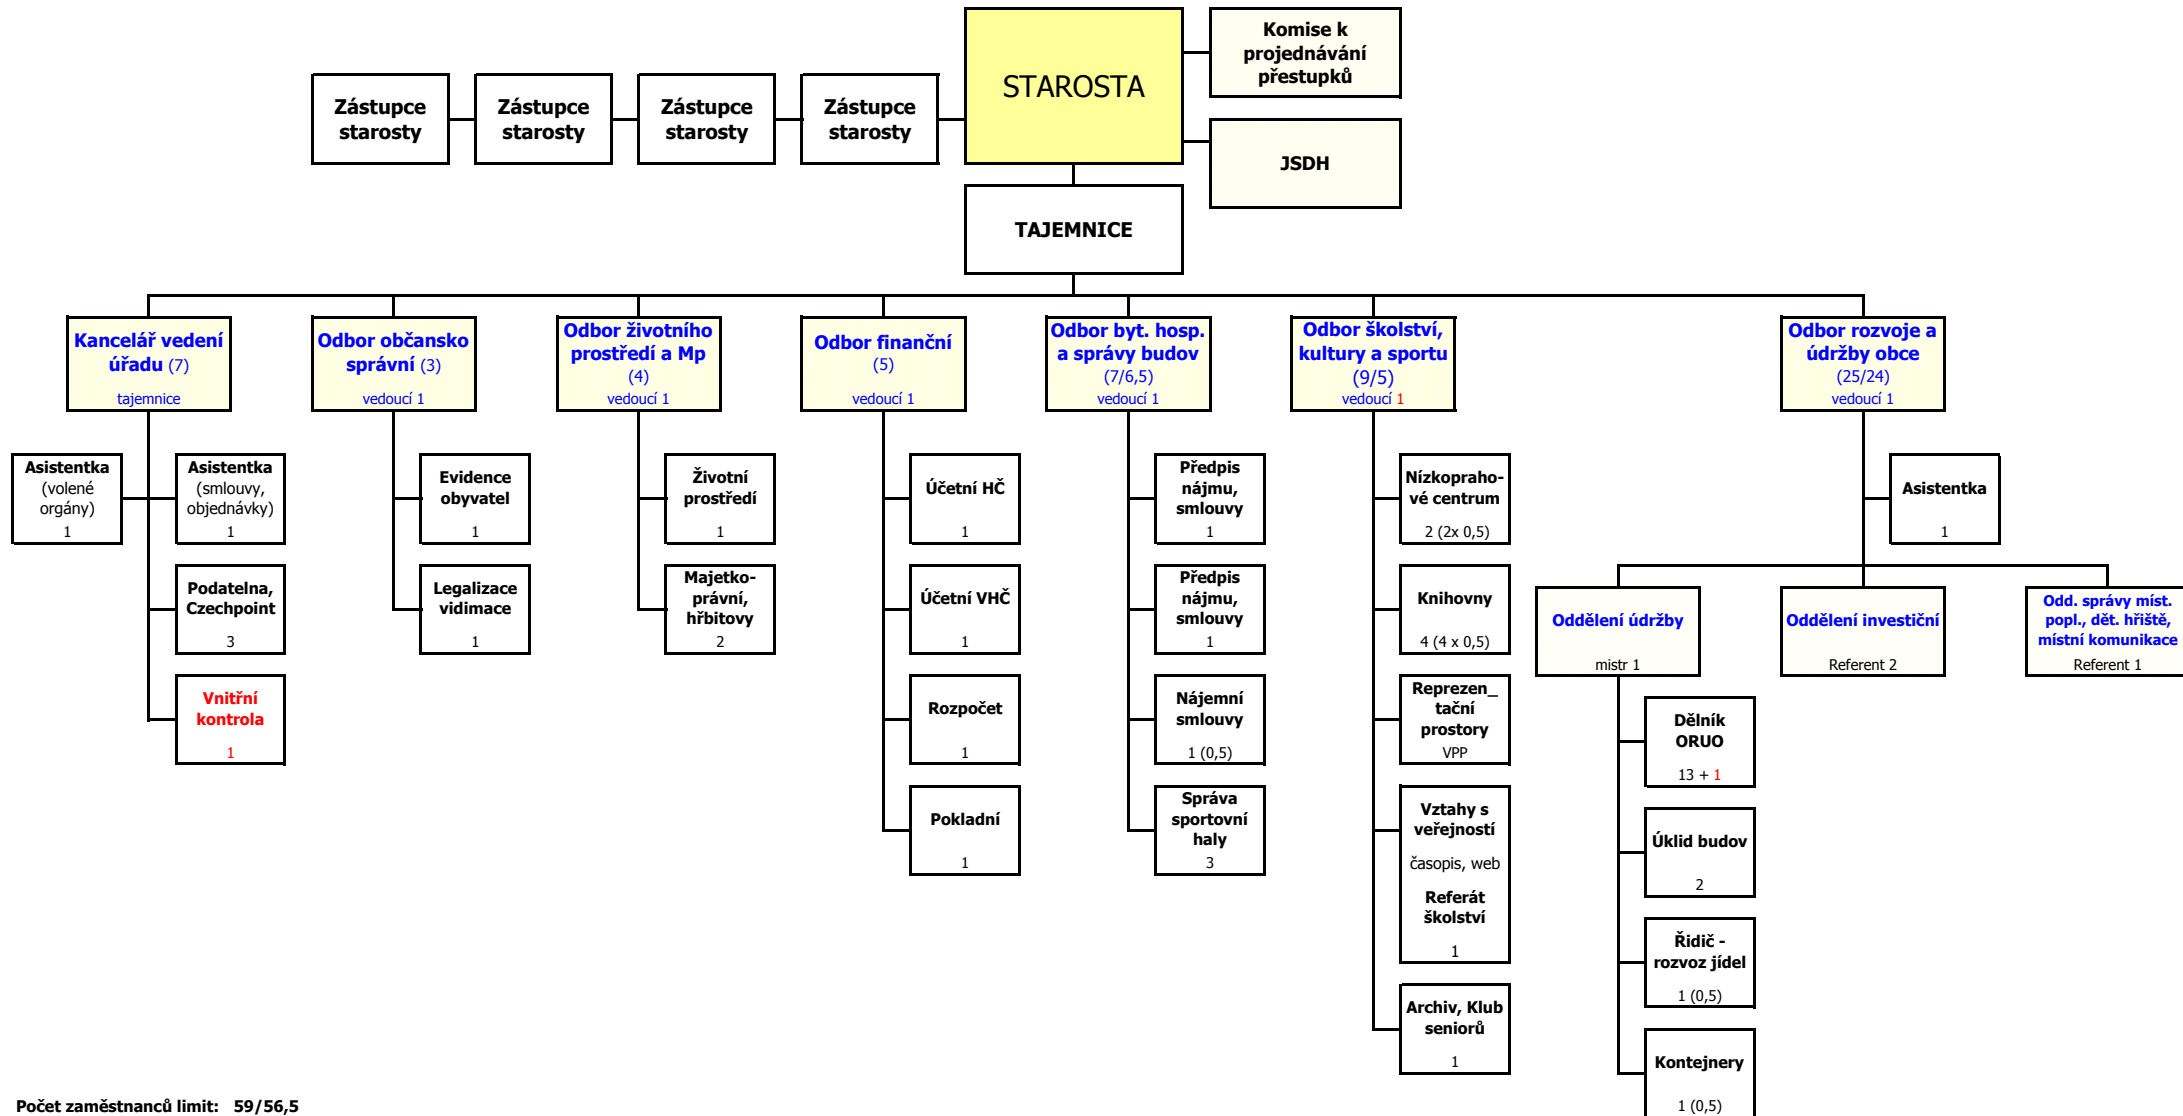 Komise k
projednávání
přestupků
STAROSTA
Zástupce
starosty
Zástupce
starosty
Zástupce
starosty
Zástupce
starosty
JSDH
TAJEMNICE
Kancelář vedení
úřadu (7)
tajemnice
Odbor občansko
správní (3)
vedoucí 1
Odbor životního
prostředí a Mp
(4)
vedoucí 1
Odbor finanční
(5)
vedoucí 1
Odbor byt. hosp.
a správy budov
(7/6,5)
vedoucí 1
Odbor školství,
kultury a sportu
(9/5)
vedoucí 1
Odbor rozvoje a
údržby obce
(25/24)
vedoucí 1
Asistentka
(volené
orgány)
1
Asistentka
(smlouvy,
objednávky)
1
Podatelna,
Czechpoint
3
Vnitřní
kontrola
1
Evidence
obyvatel
1
Legalizace
vidimace
1
Životní
prostředí
1
Majetko-
právní,
hřbitovy
2
Účetní HČ
1
Účetní VHČ
1
Rozpočet
1
Pokladní
1
Předpis
nájmu,
smlouvy
1
Předpis
nájmu,
smlouvy
1
Nájemní
smlouvy
1 (0,5)
Správa
sportovní
haly
3
Nízkopraho-
vé centrum
2 (2x 0,5)
Knihovny
4 (4 x 0,5)
Reprezen_
tační
prostory
VPP
Vztahy s
veřejností
časopis, web
Referát
školství
1
Archiv, Klub
seniorů
1
Asistentka
1
Oddělení údržby
mistr 1
Oddělení investiční
Referent 2
Odd. správy míst.
popl., dět. hřiště,
místní komunikace
Referent 1
Dělník
ORUO
13 + 1
Úklid budov
2
Řidič -
rozvoz jídel
1 (0,5)
Kontejnery
1 (0,5)
Počet zaměstnanců limit: 59/56,5